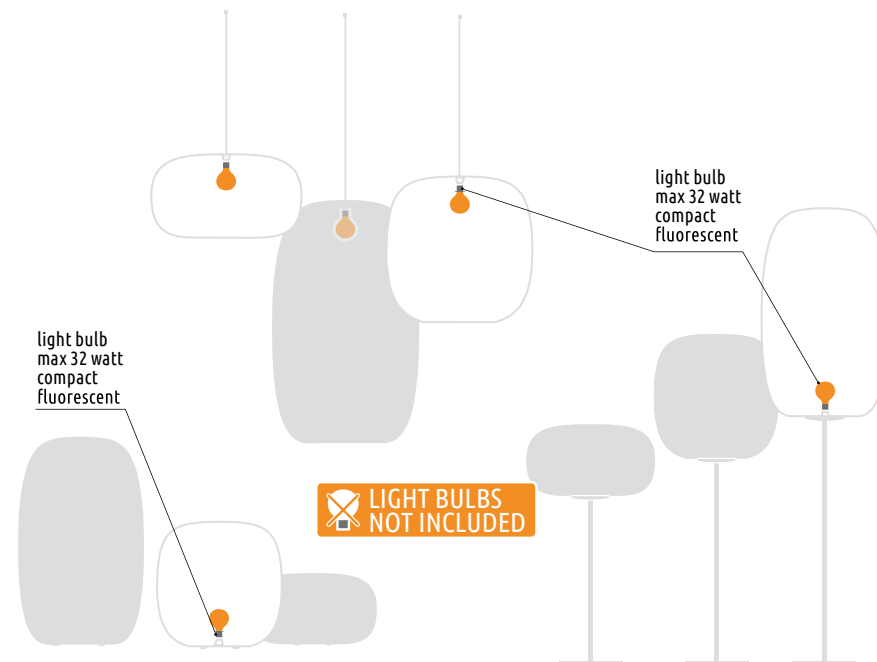 light bulb
max 32 watt
compact
fluorescent
light bulb
max 32 watt
compact
fluorescent
LIGHT BULBS
NOT INCLUDED